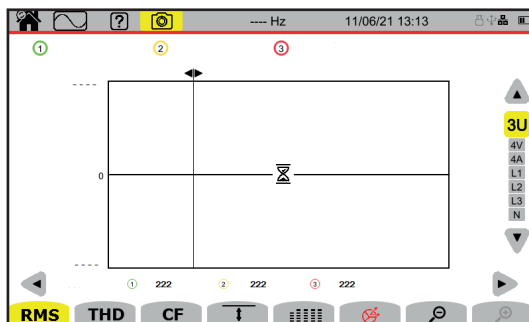 ? ---- Hz 11/06/21 13:13
1 2 3
----
3U
4V
4A
L1
L2
L3
N
0
----
1 222 2 222 3 222
RMS THD CF